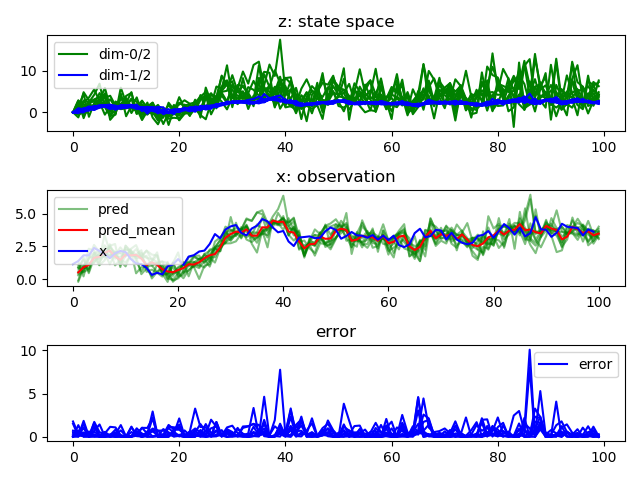 z: state space
10
0
dim-0/2
dim-1/2
0 20 40 60 80 100
x: observation
5.0
2.5
0.0
pred
pred_mean
x
0 20 40 60 80 100
error
10
5
0
error
0 20 40 60 80 100